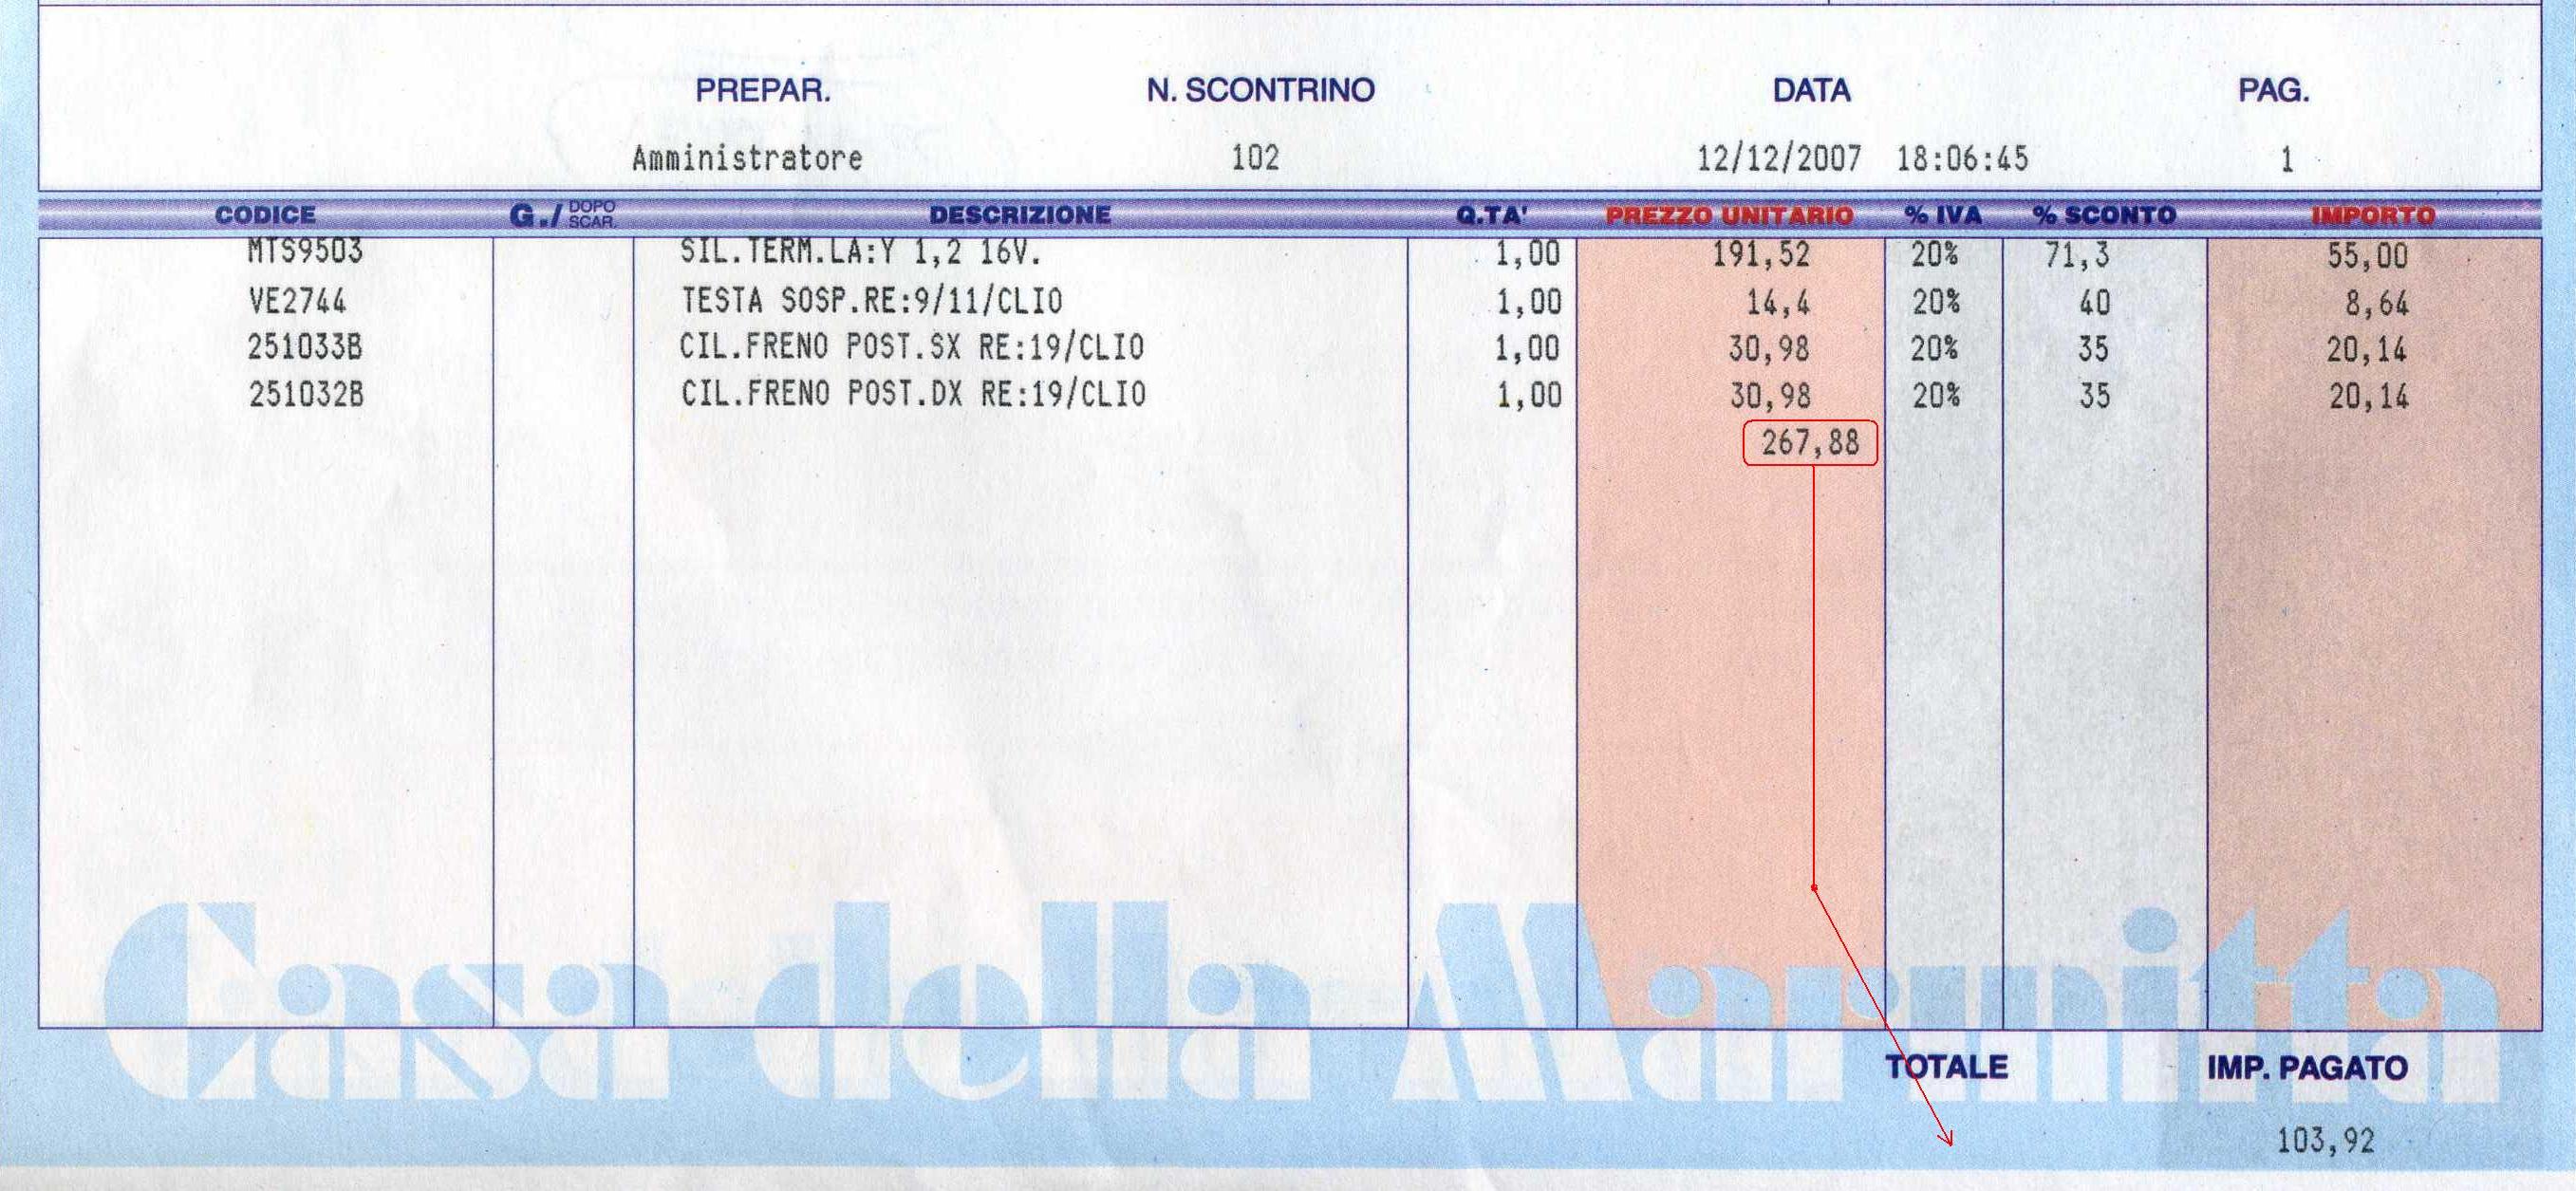 PREPAR. N. SCONTRINO DATA PAG.
Amministratore 102 12/12/2007 18:06:45 1
CODICE G./ DOPO SCAR. DESCRIZIONE Q.TA' PREZZO UNITARIO % IVA % SCONTO IMPORTO
MTS9503 SIL.TERM.LA:Y 1,2 16V. 1,00 191,52 20% 71,3 55,00
VE2744 TESTA SOSP.RE:9/11/CLIO 1,00 14,4 20% 40 8,64
251033B CIL.FRENO POST.SX RE:19/CLIO 1,00 30,98 20% 35 20,14
251032B CIL.FRENO POST.DX RE:19/CLIO 1,00 30,98 20% 35 20,14
267,88
Casa della Marmitta
TOTALE IMP. PAGATO
103,92